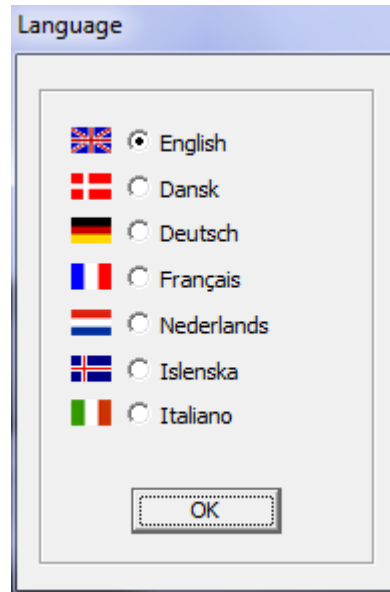 Language
English
Dansk
Deutsch
Français
Nederlands
Islenska
Italiano
OK